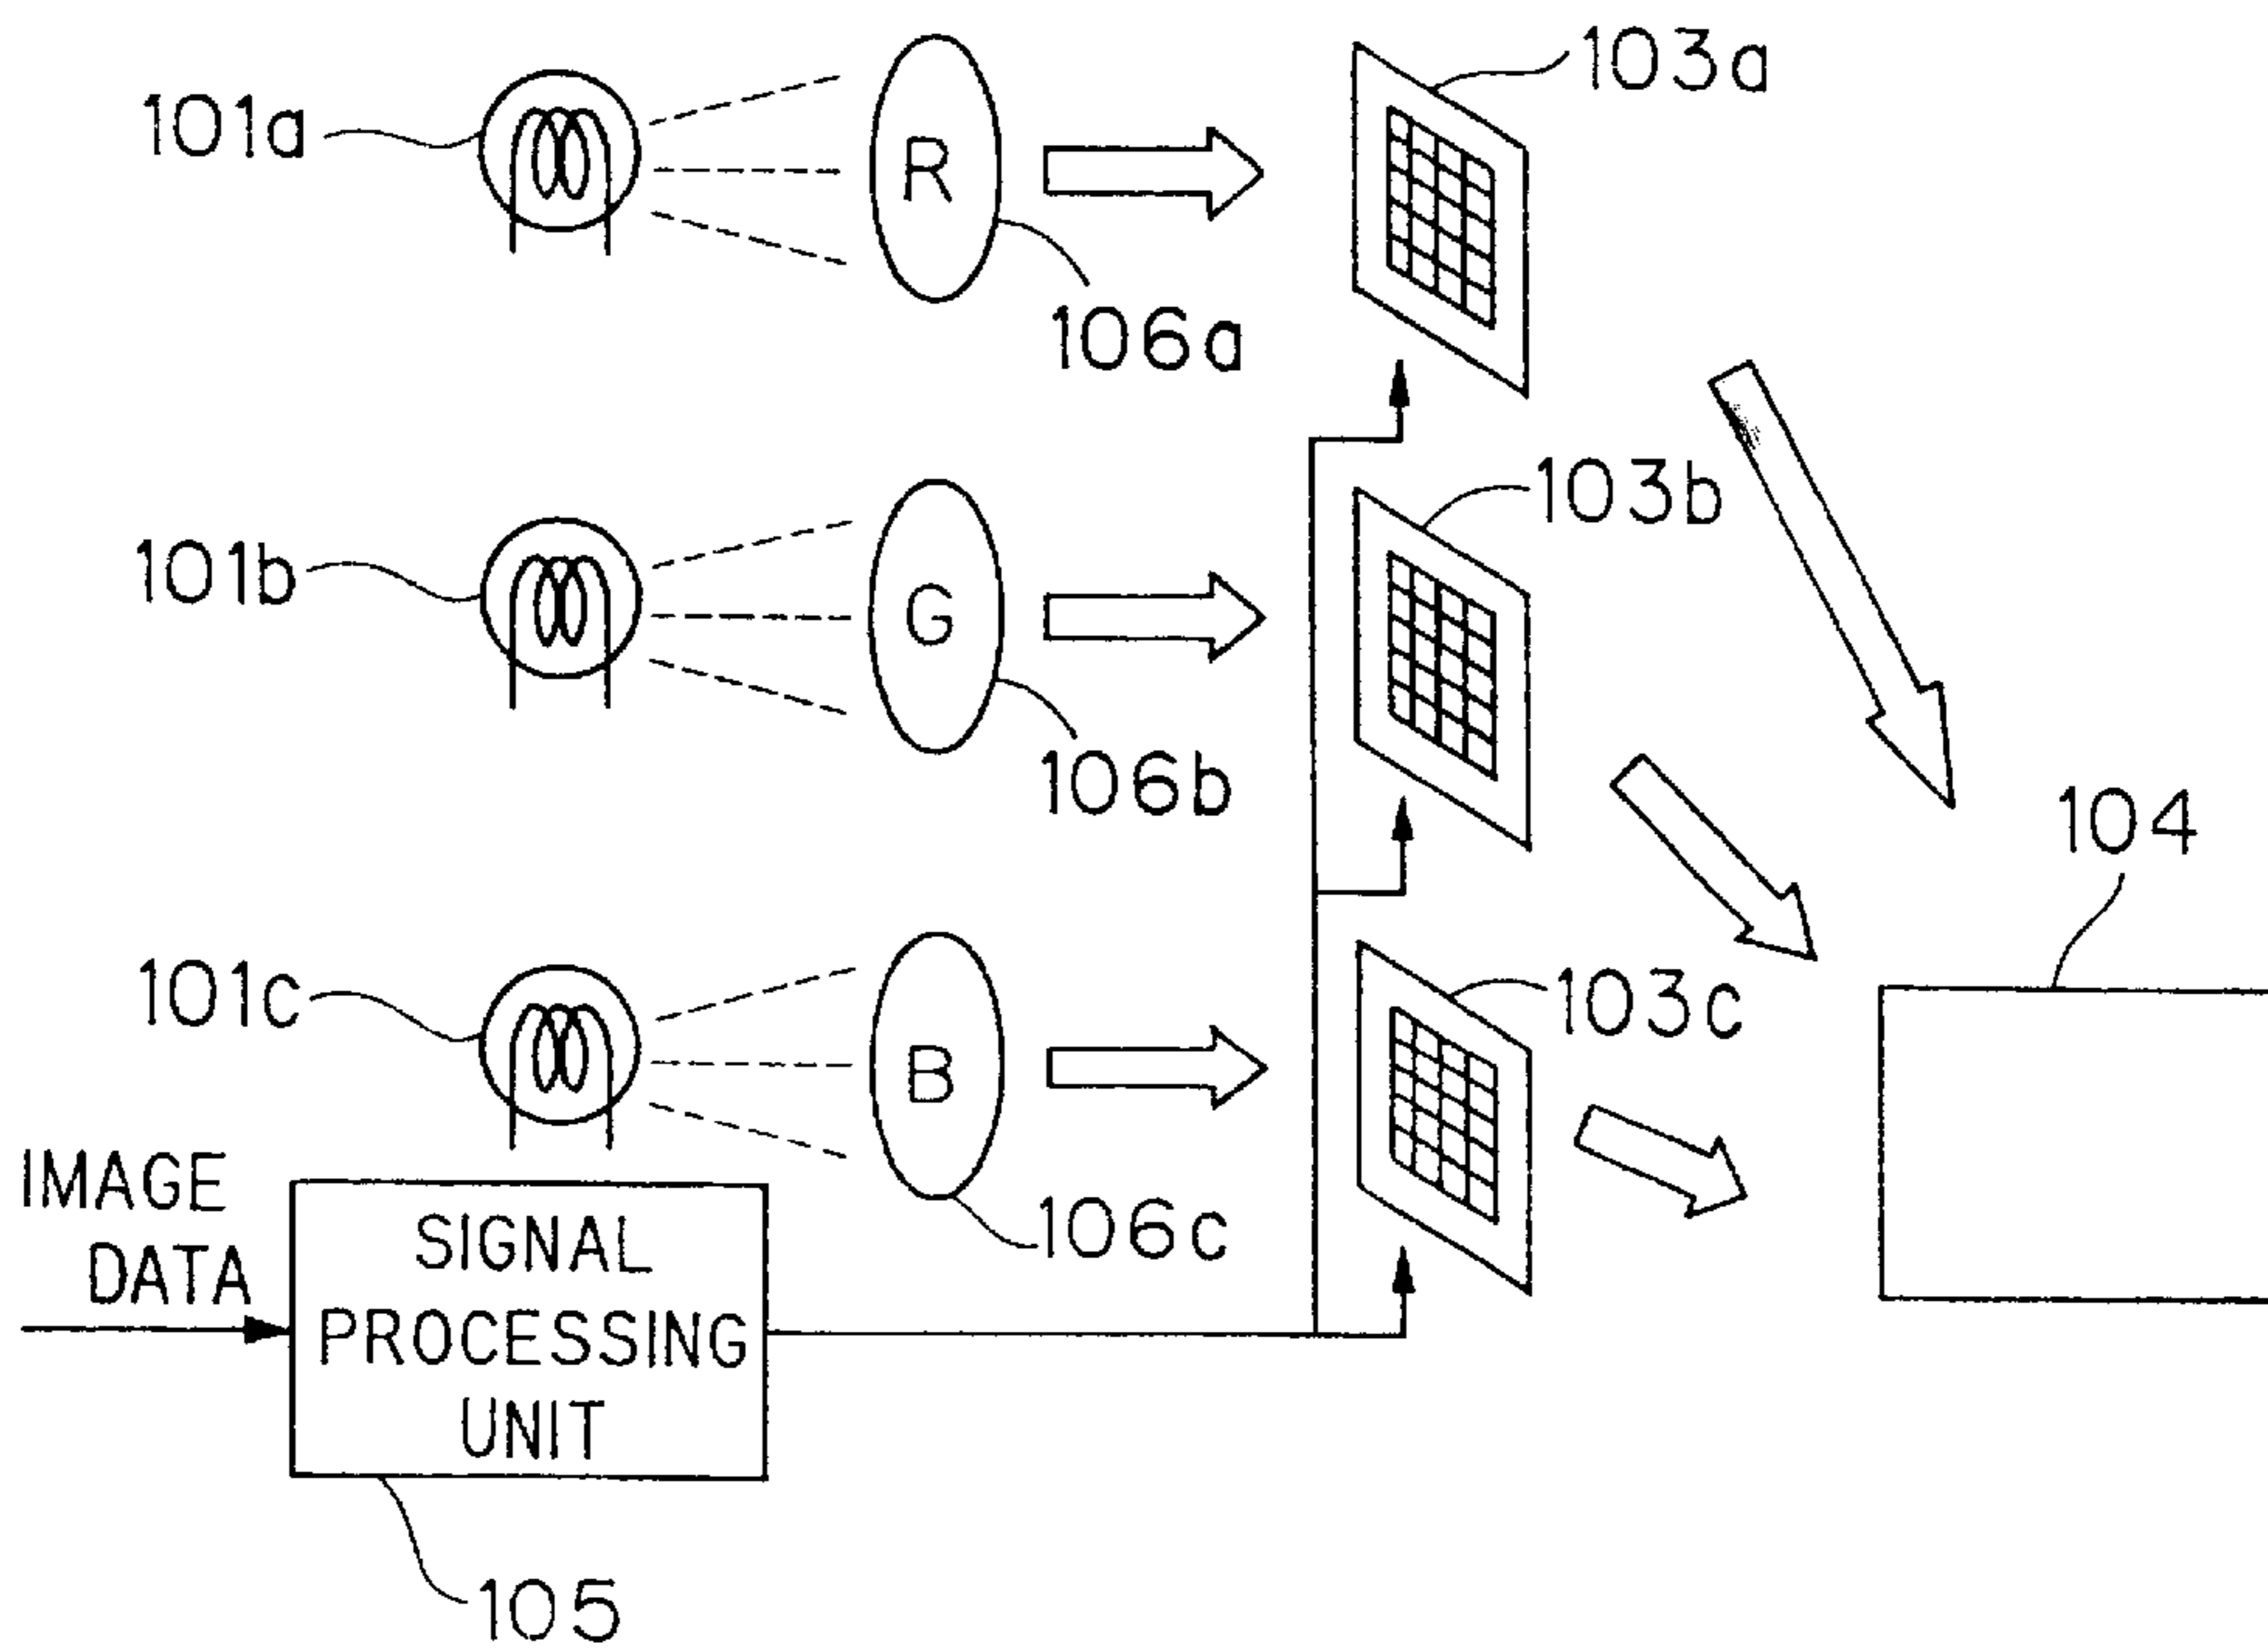 103a
101a
R
106a
103b
101b
G
106b
104
101c
103c
B
IMAGE
DATA
106c
SIGNAL
PROCESSING
UNIT
105